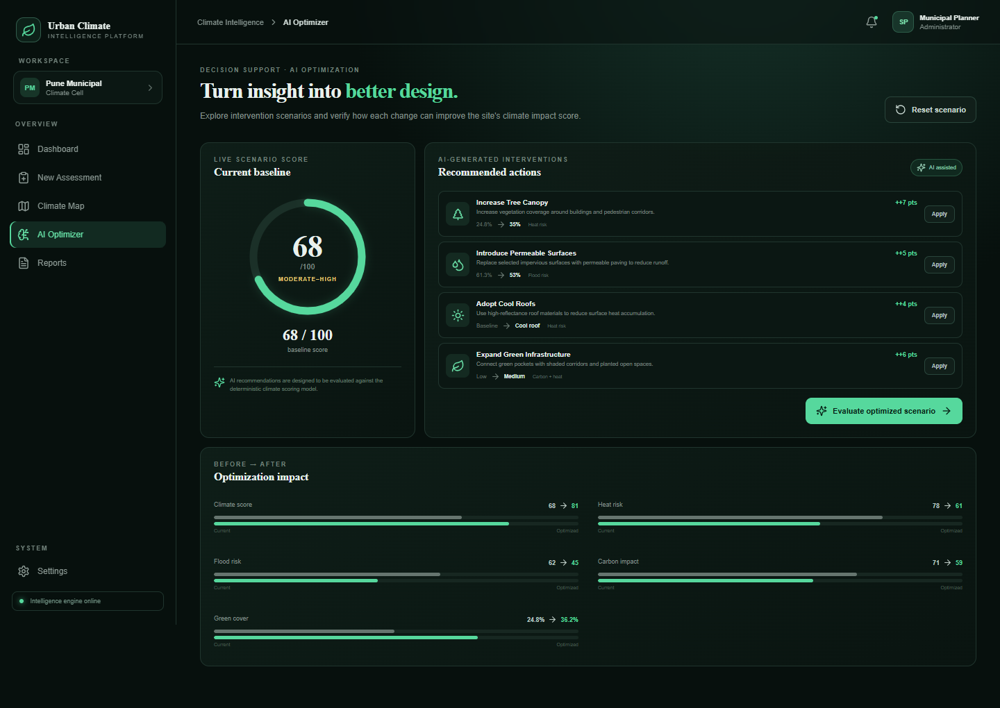 Urban Climate
INTELLIGENCE PLATFORM
WORKSPACE
PM
Pune Municipal
Climate Cell
OVERVIEW
Dashboard
New Assessment
Climate Map
AI Optimizer
Reports
SYSTEM
Settings
Intelligence engine online
Climate Intelligence > AI Optimizer
SP
Municipal Planner
Administrator
DECISION SUPPORT · AI OPTIMIZATION
Turn insight into better design.
Explore intervention scenarios and verify how each change can improve the site's climate impact score.
Reset scenario
LIVE SCENARIO SCORE
Current baseline
68
/100
MODERATE–HIGH
68 / 100
baseline score
AI recommendations are designed to be evaluated against the
deterministic climate scoring model.
AI-GENERATED INTERVENTIONS
Recommended actions
AI assisted
Increase Tree Canopy
Increase vegetation coverage around buildings and pedestrian corridors.
24.8% → 35% Heat risk
++7 pts
Apply
Introduce Permeable Surfaces
Replace selected impervious surfaces with permeable paving to reduce runoff.
61.3% → 53% Flood risk
++5 pts
Apply
Adopt Cool Roofs
Use high-reflectance roof materials to reduce surface heat accumulation.
Baseline → Cool roof Heat risk
++4 pts
Apply
Expand Green Infrastructure
Connect green pockets with shaded corridors and planted open spaces.
Low → Medium Carbon + heat
++6 pts
Apply
Evaluate optimized scenario →
BEFORE → AFTER
Optimization impact
Climate score 68 → 81
Current Optimized
Heat risk 78 → 61
Current Optimized
Flood risk 62 → 45
Current Optimized
Carbon impact 71 → 59
Current Optimized
Green cover 24.8% → 36.2%
Current Optimized